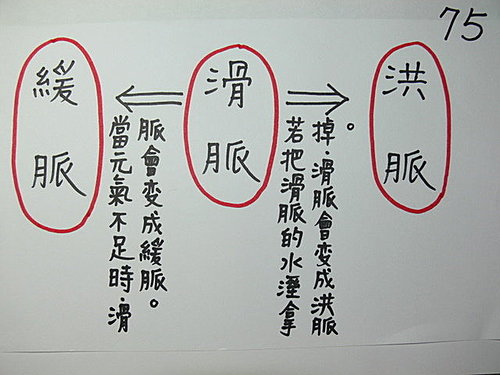 75
緩脈
滑脈
洪脈
當元氣不足時，滑
脈會变成緩脈。
若把滑脈的水溼拿
掉，滑脈會变成洪脈
。